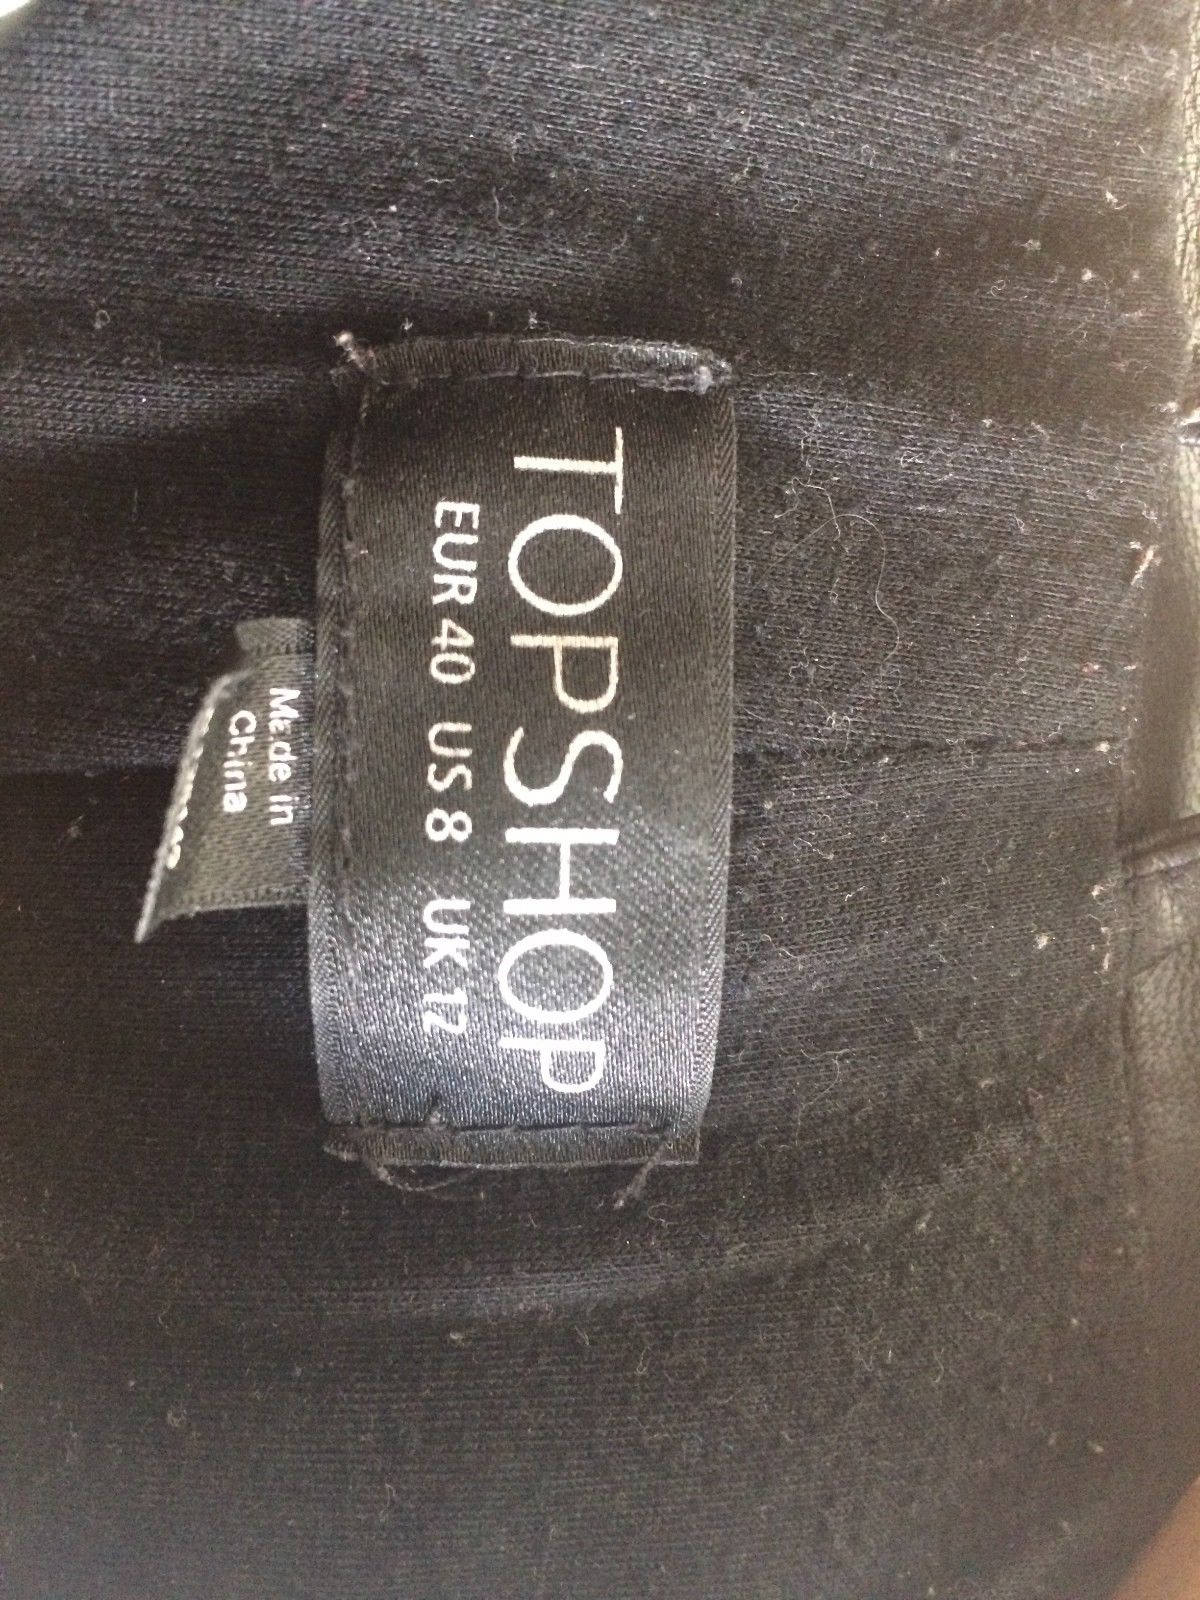 TOPSHOP
EUR 40 US 8 UK 12
Made in
China